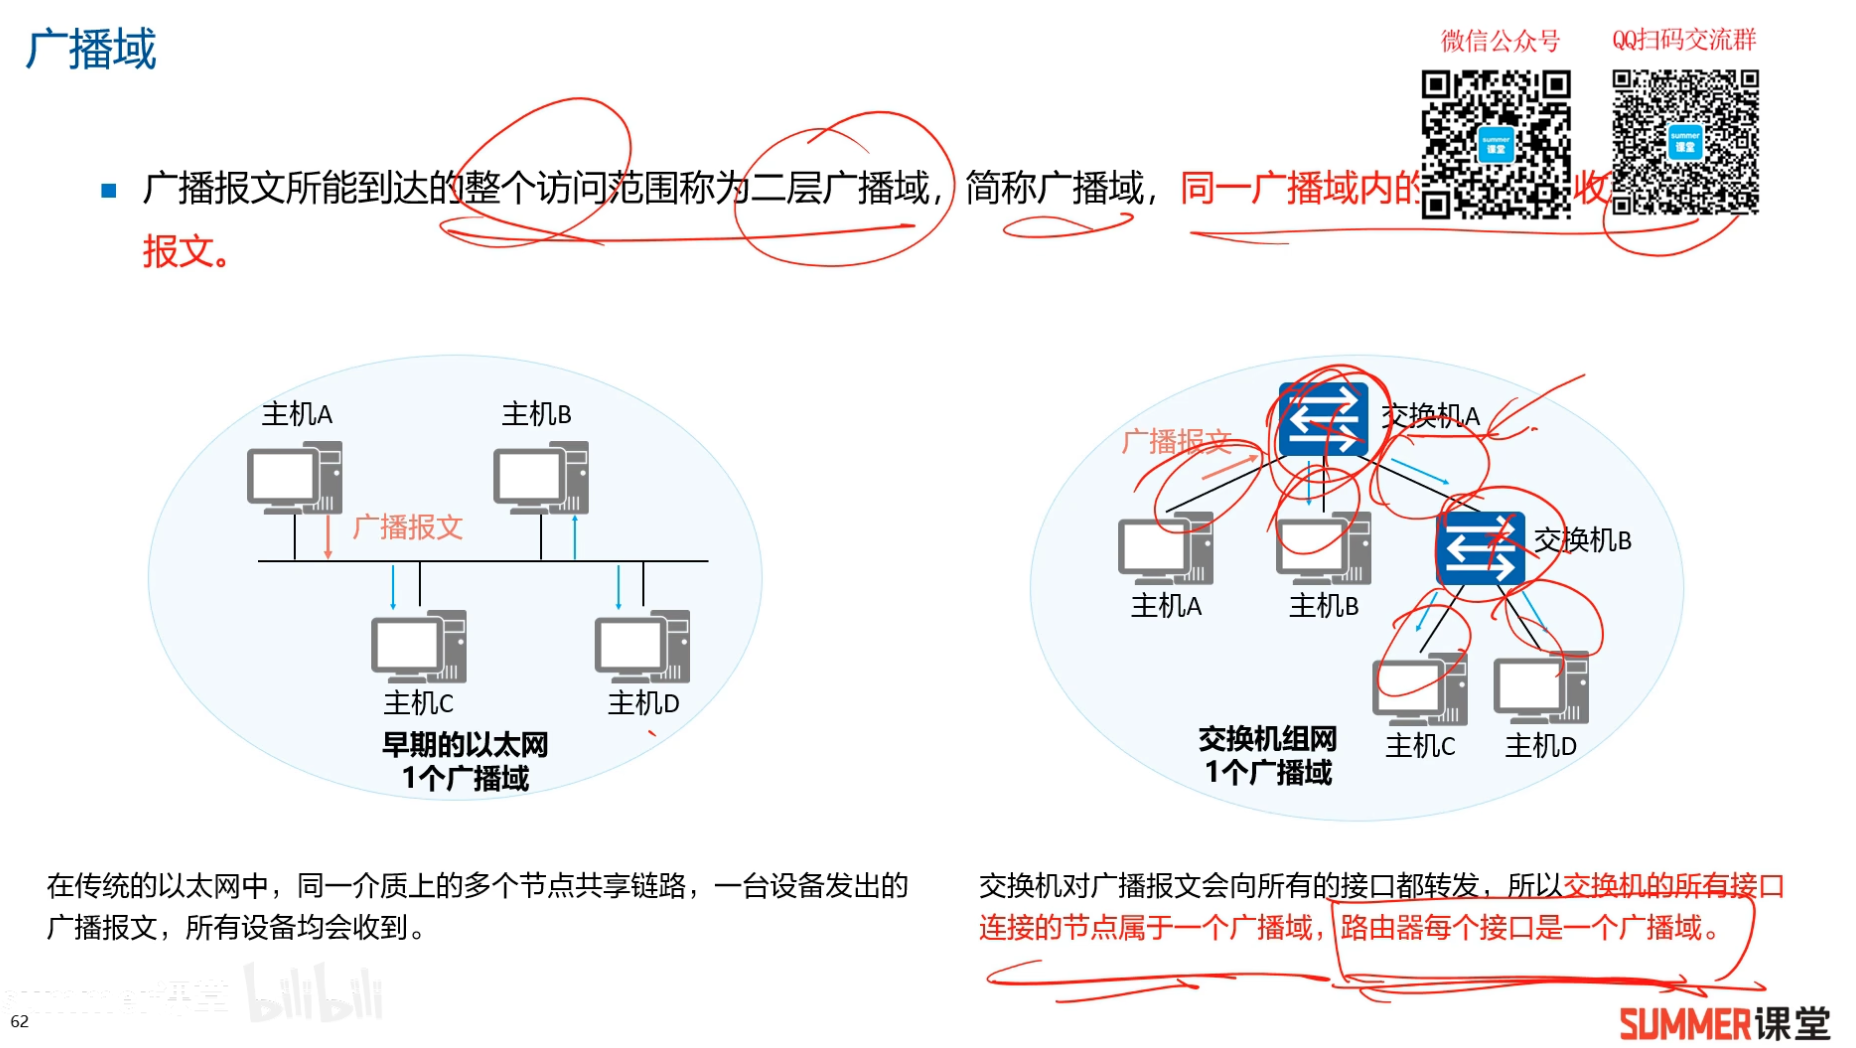 广播域
微信公众号
QQ扫码交流群
summer
课堂
summer
课堂
广播报文所能到达的整个访问范围称为二层广播域，简称广播域，同一广播域内的收
报文。
主机A
主机B
广播报文
主机C
主机D
早期的以太网
1个广播域
交换机A
广播报文
交换机B
主机A
主机B
主机C
主机D
交换机组网
1个广播域
在传统的以太网中，同一介质上的多个节点共享链路，一台设备发出的
广播报文，所有设备均会收到。
交换机对广播报文会向所有的接口都转发，所以交换机的所有接口
连接的节点属于一个广播域，路由器每个接口是一个广播域。
bilibili
62
SUMMER课堂